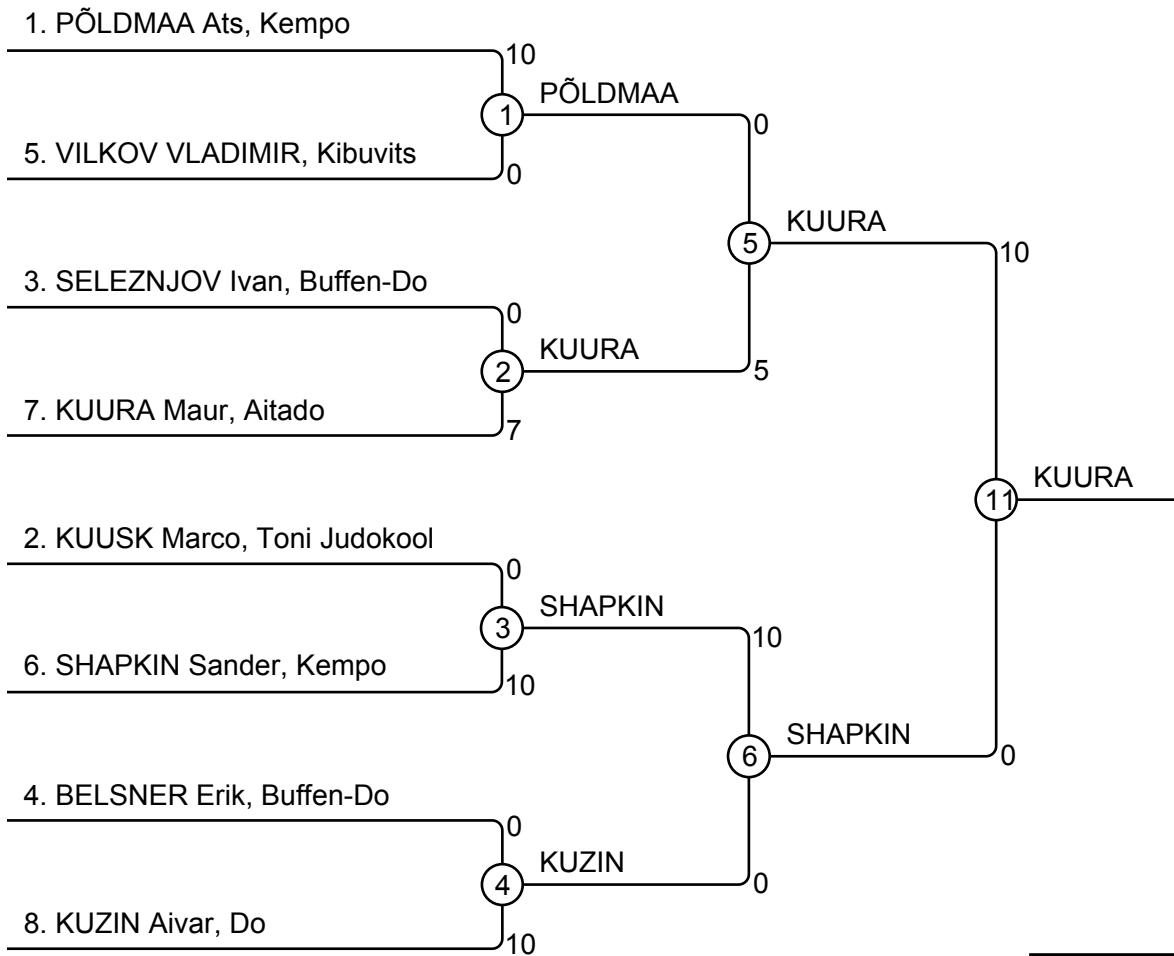 1. PÕLDMAA Ats, Kempo
10
1
PÕLDMAA
0
5. VILKOV VLADIMIR, Kibuvits
0
5
KUURA
10
3. SELEZNJOV Ivan, Buffen-Do
0
2
KUURA
5
7. KUURA Maur, Aitado
7
11
KUURA
2. KUUSK Marco, Toni Judokool
0
3
SHAPKIN
10
6. SHAPKIN Sander, Kempo
10
6
SHAPKIN
0
4. BELSNER Erik, Buffen-Do
0
4
KUZIN
0
8. KUZIN Aivar, Do
10